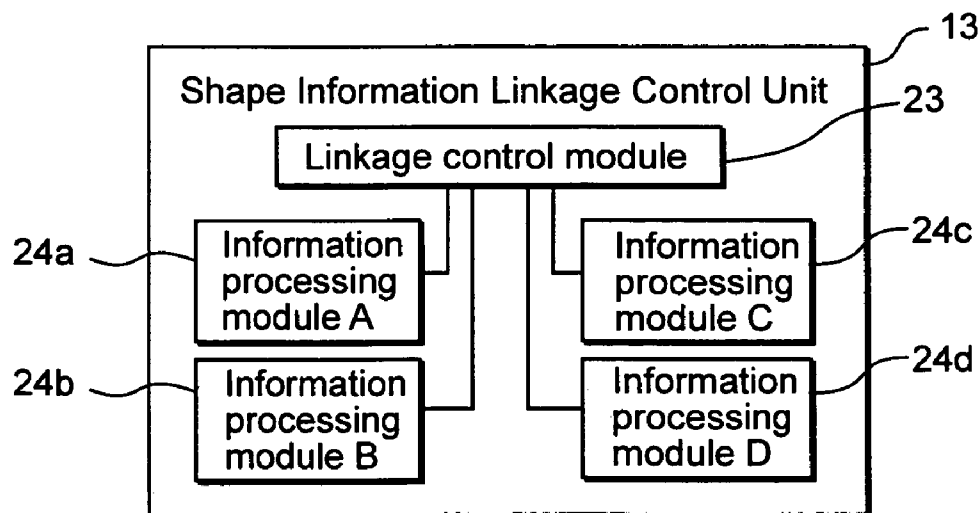 13
Shape Information Linkage Control Unit
23
Linkage control module
24a
Information
processing
module A
24c
Information
processing
module C
24b
Information
processing
module B
24d
Information
processing
module D